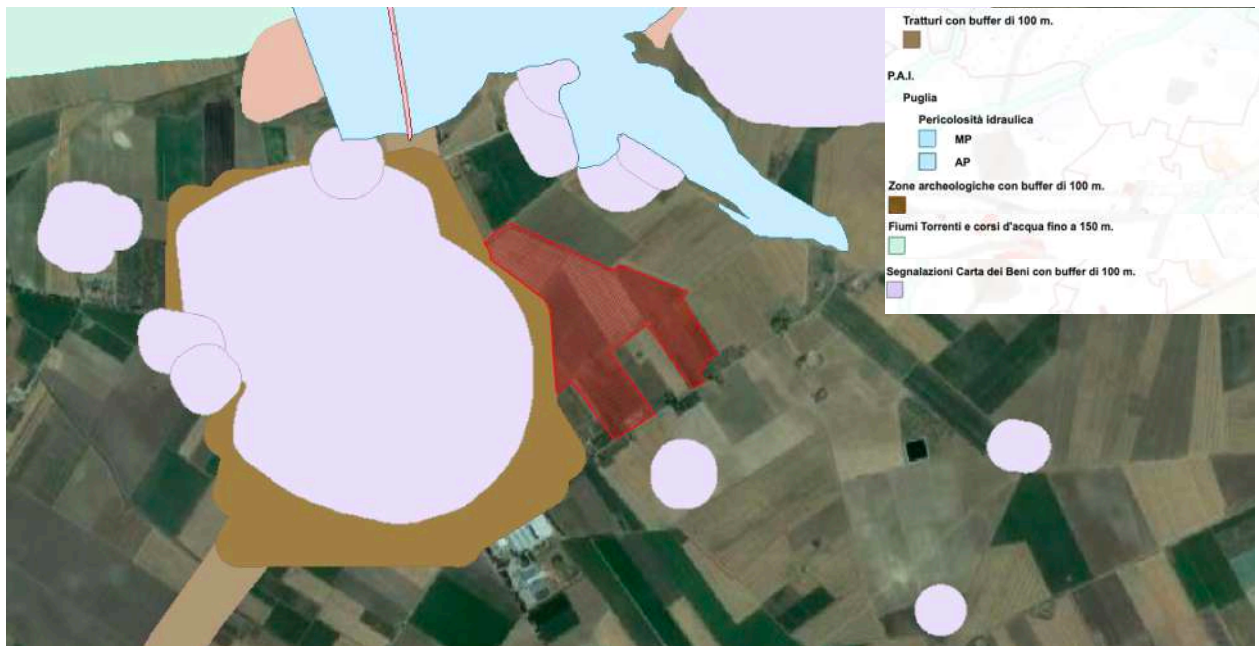 Tratturi con buffer di 100 m.
P.A.I.
Puglia
Pericolosità idraulica
MP
AP
Zone archeologiche con buffer di 100 m.
Fiumi Torrenti e corsi d'acqua fino a 150 m.
Segnalazioni Carta dei Beni con buffer di 100 m.